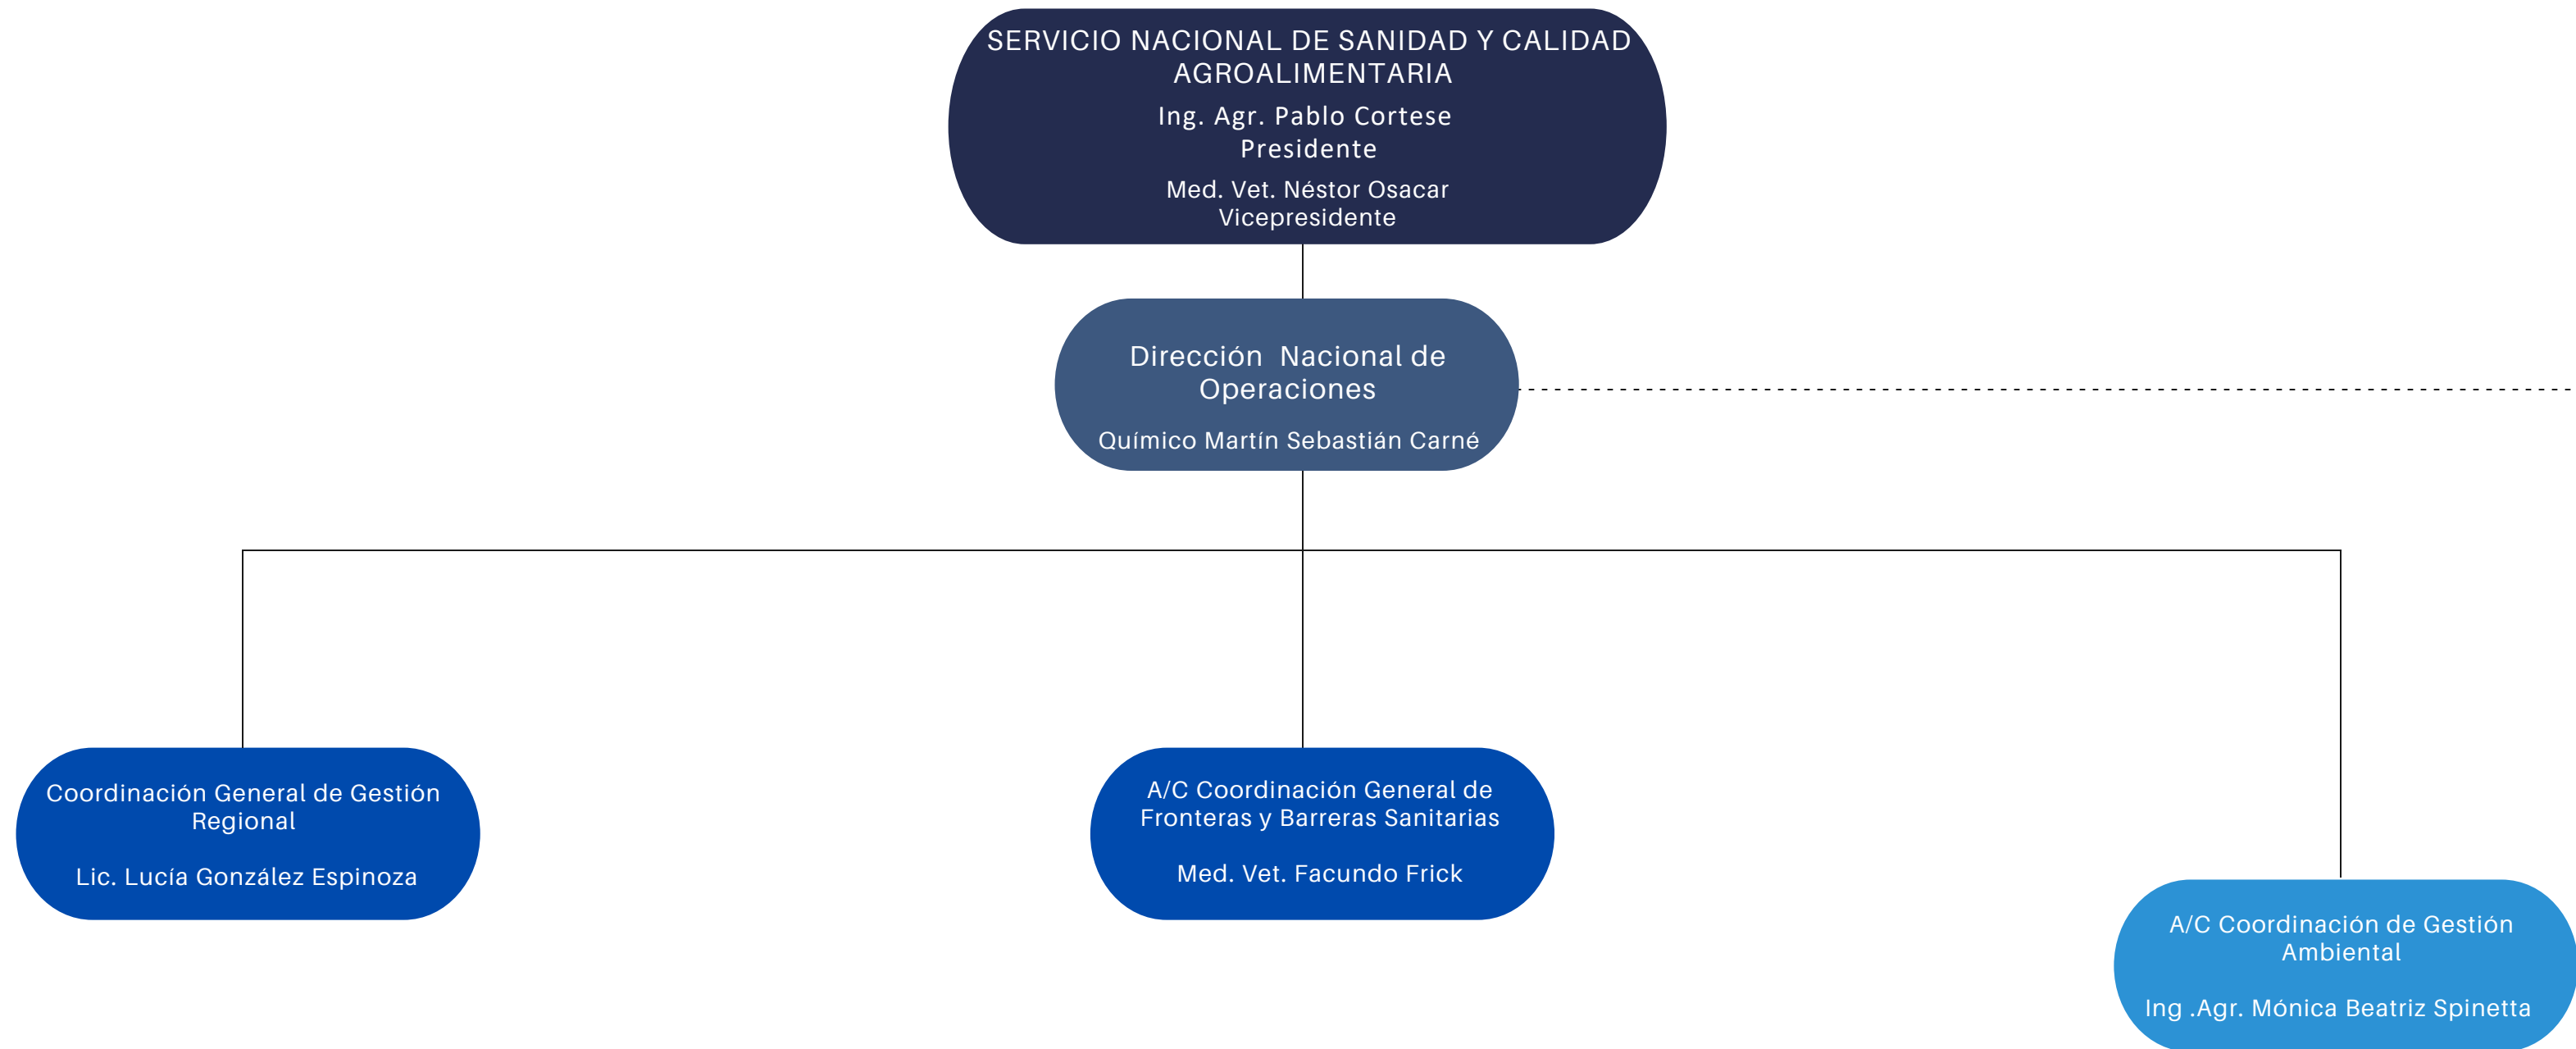 SERVICIO NACIONAL DE SANIDAD Y CALIDAD
AGROALIMENTARIA
Ing. Agr. Pablo Cortese
Presidente
Med. Vet. Néstor Osacar
Vicepresidente
Dirección Nacional de
Operaciones
Químico Martín Sebastián Carné
Coordinación General de Gestión
Regional
Lic. Lucía González Espinoza
A/C Coordinación General de
Fronteras y Barreras Sanitarias
Med. Vet. Facundo Frick
A/C Coordinación de Gestión
Ambiental
Ing .Agr. Mónica Beatriz Spinetta